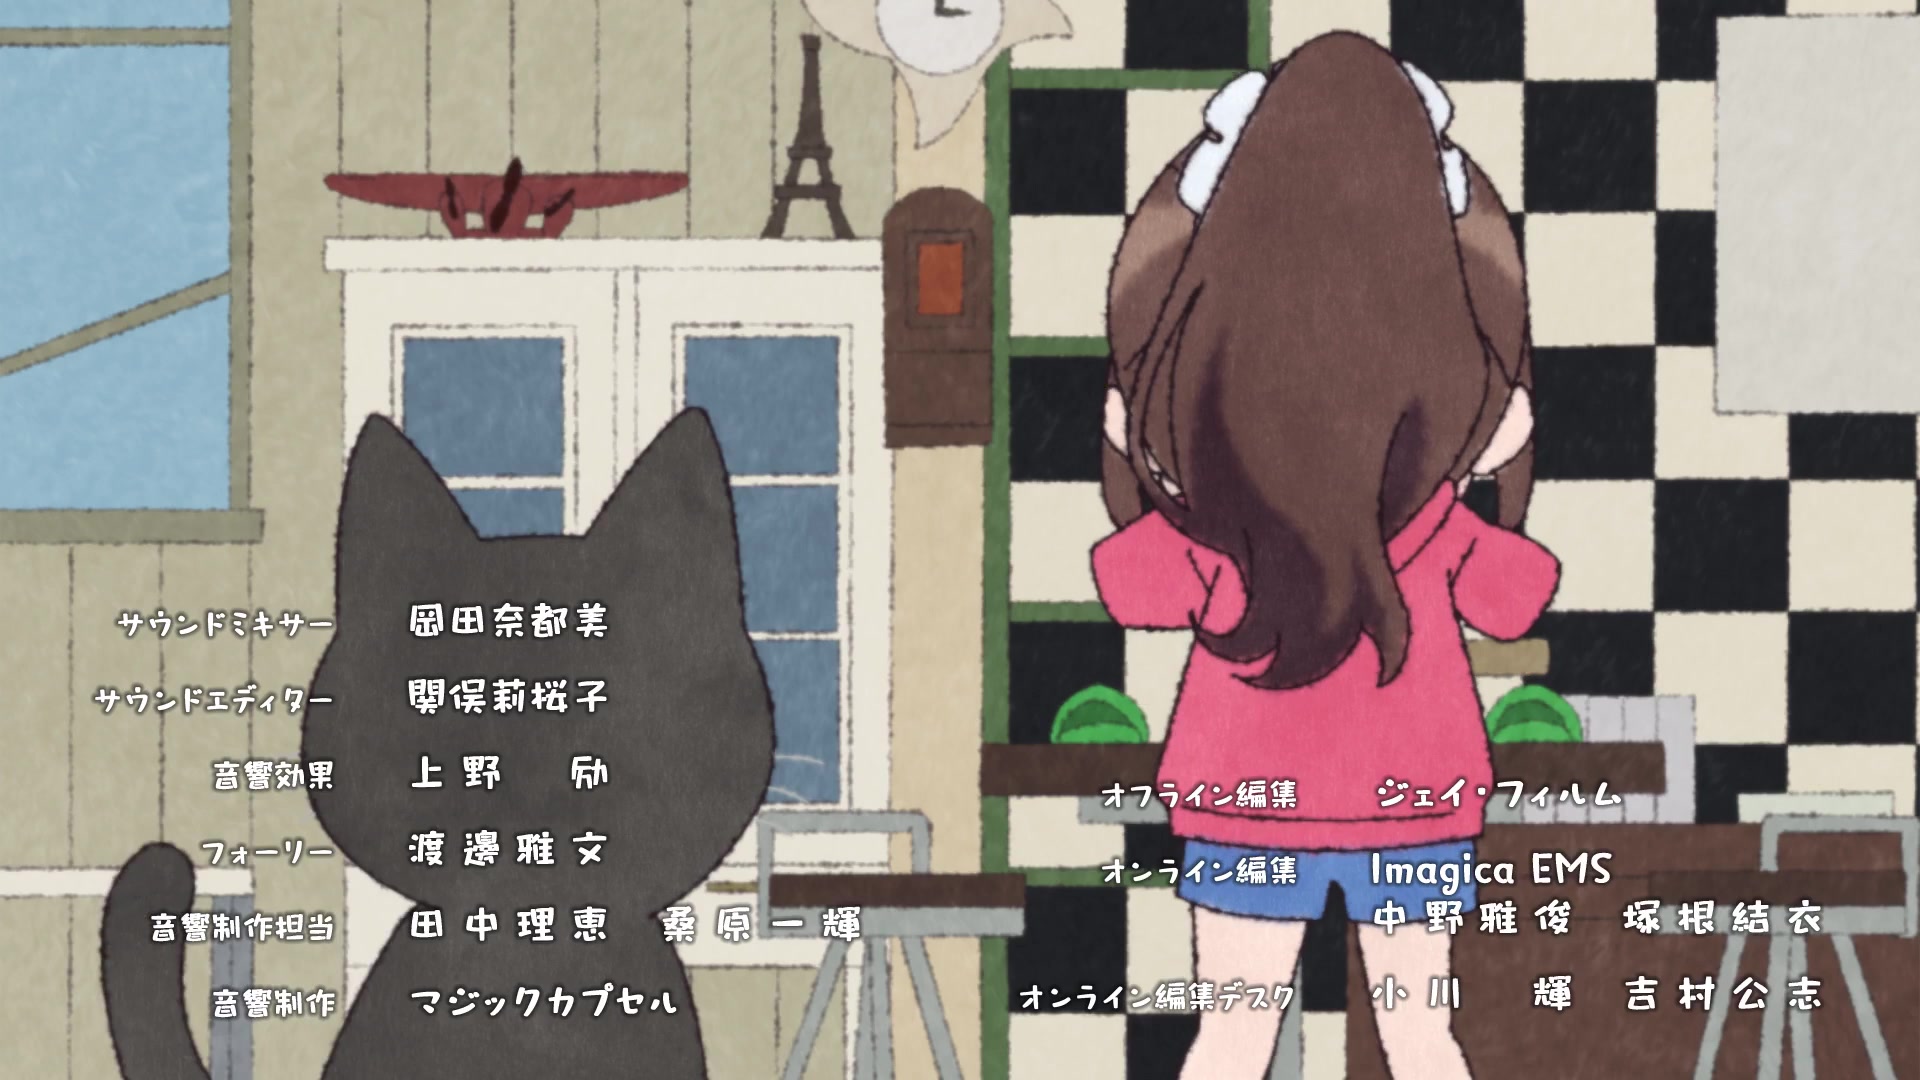 サウンドミキサー 岡田奈都美
サウンドエディター 関俣莉桜子
音響効果 上野 励
フォーリー 渡邊雅文
音響制作担当 田中理恵 桑原一輝
音響制作 マジックカプセル
オフライン編集 ジェイ・フィルム
オンライン編集 Imagica EMS
中野雅俊 塚根結衣
オンライン編集デスク 小川 輝 吉村公志